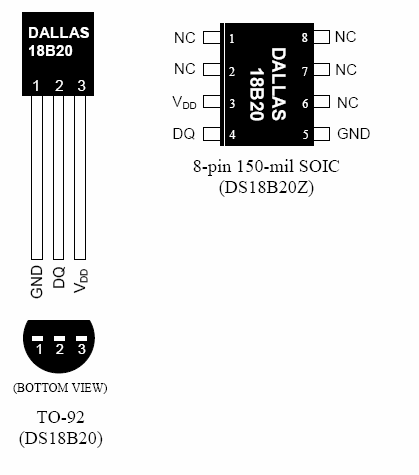 DALLAS
18B20
1 2 3
GND DQ VDD
1 2 3
(BOTTOM VIEW)
TO-92
(DS18B20)
NC 1 8 NC
NC 2 7 NC
VDD 3 6 NC
DQ 4 5 GND
DALLAS
18B20
8-pin 150-mil SOIC
(DS18B20Z)